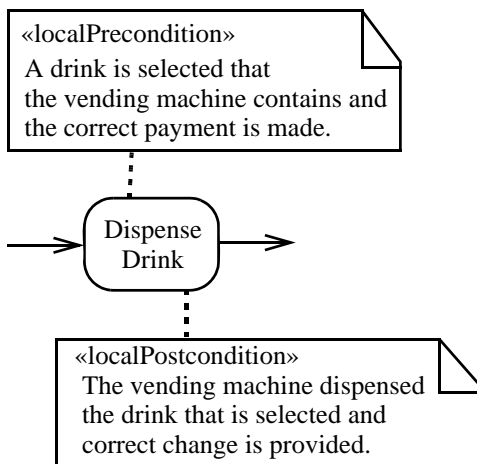 «localPrecondition»
A drink is selected that
the vending machine contains and
the correct payment is made.
Dispense
Drink
«localPostcondition»
The vending machine dispensed
the drink that is selected and
correct change is provided.